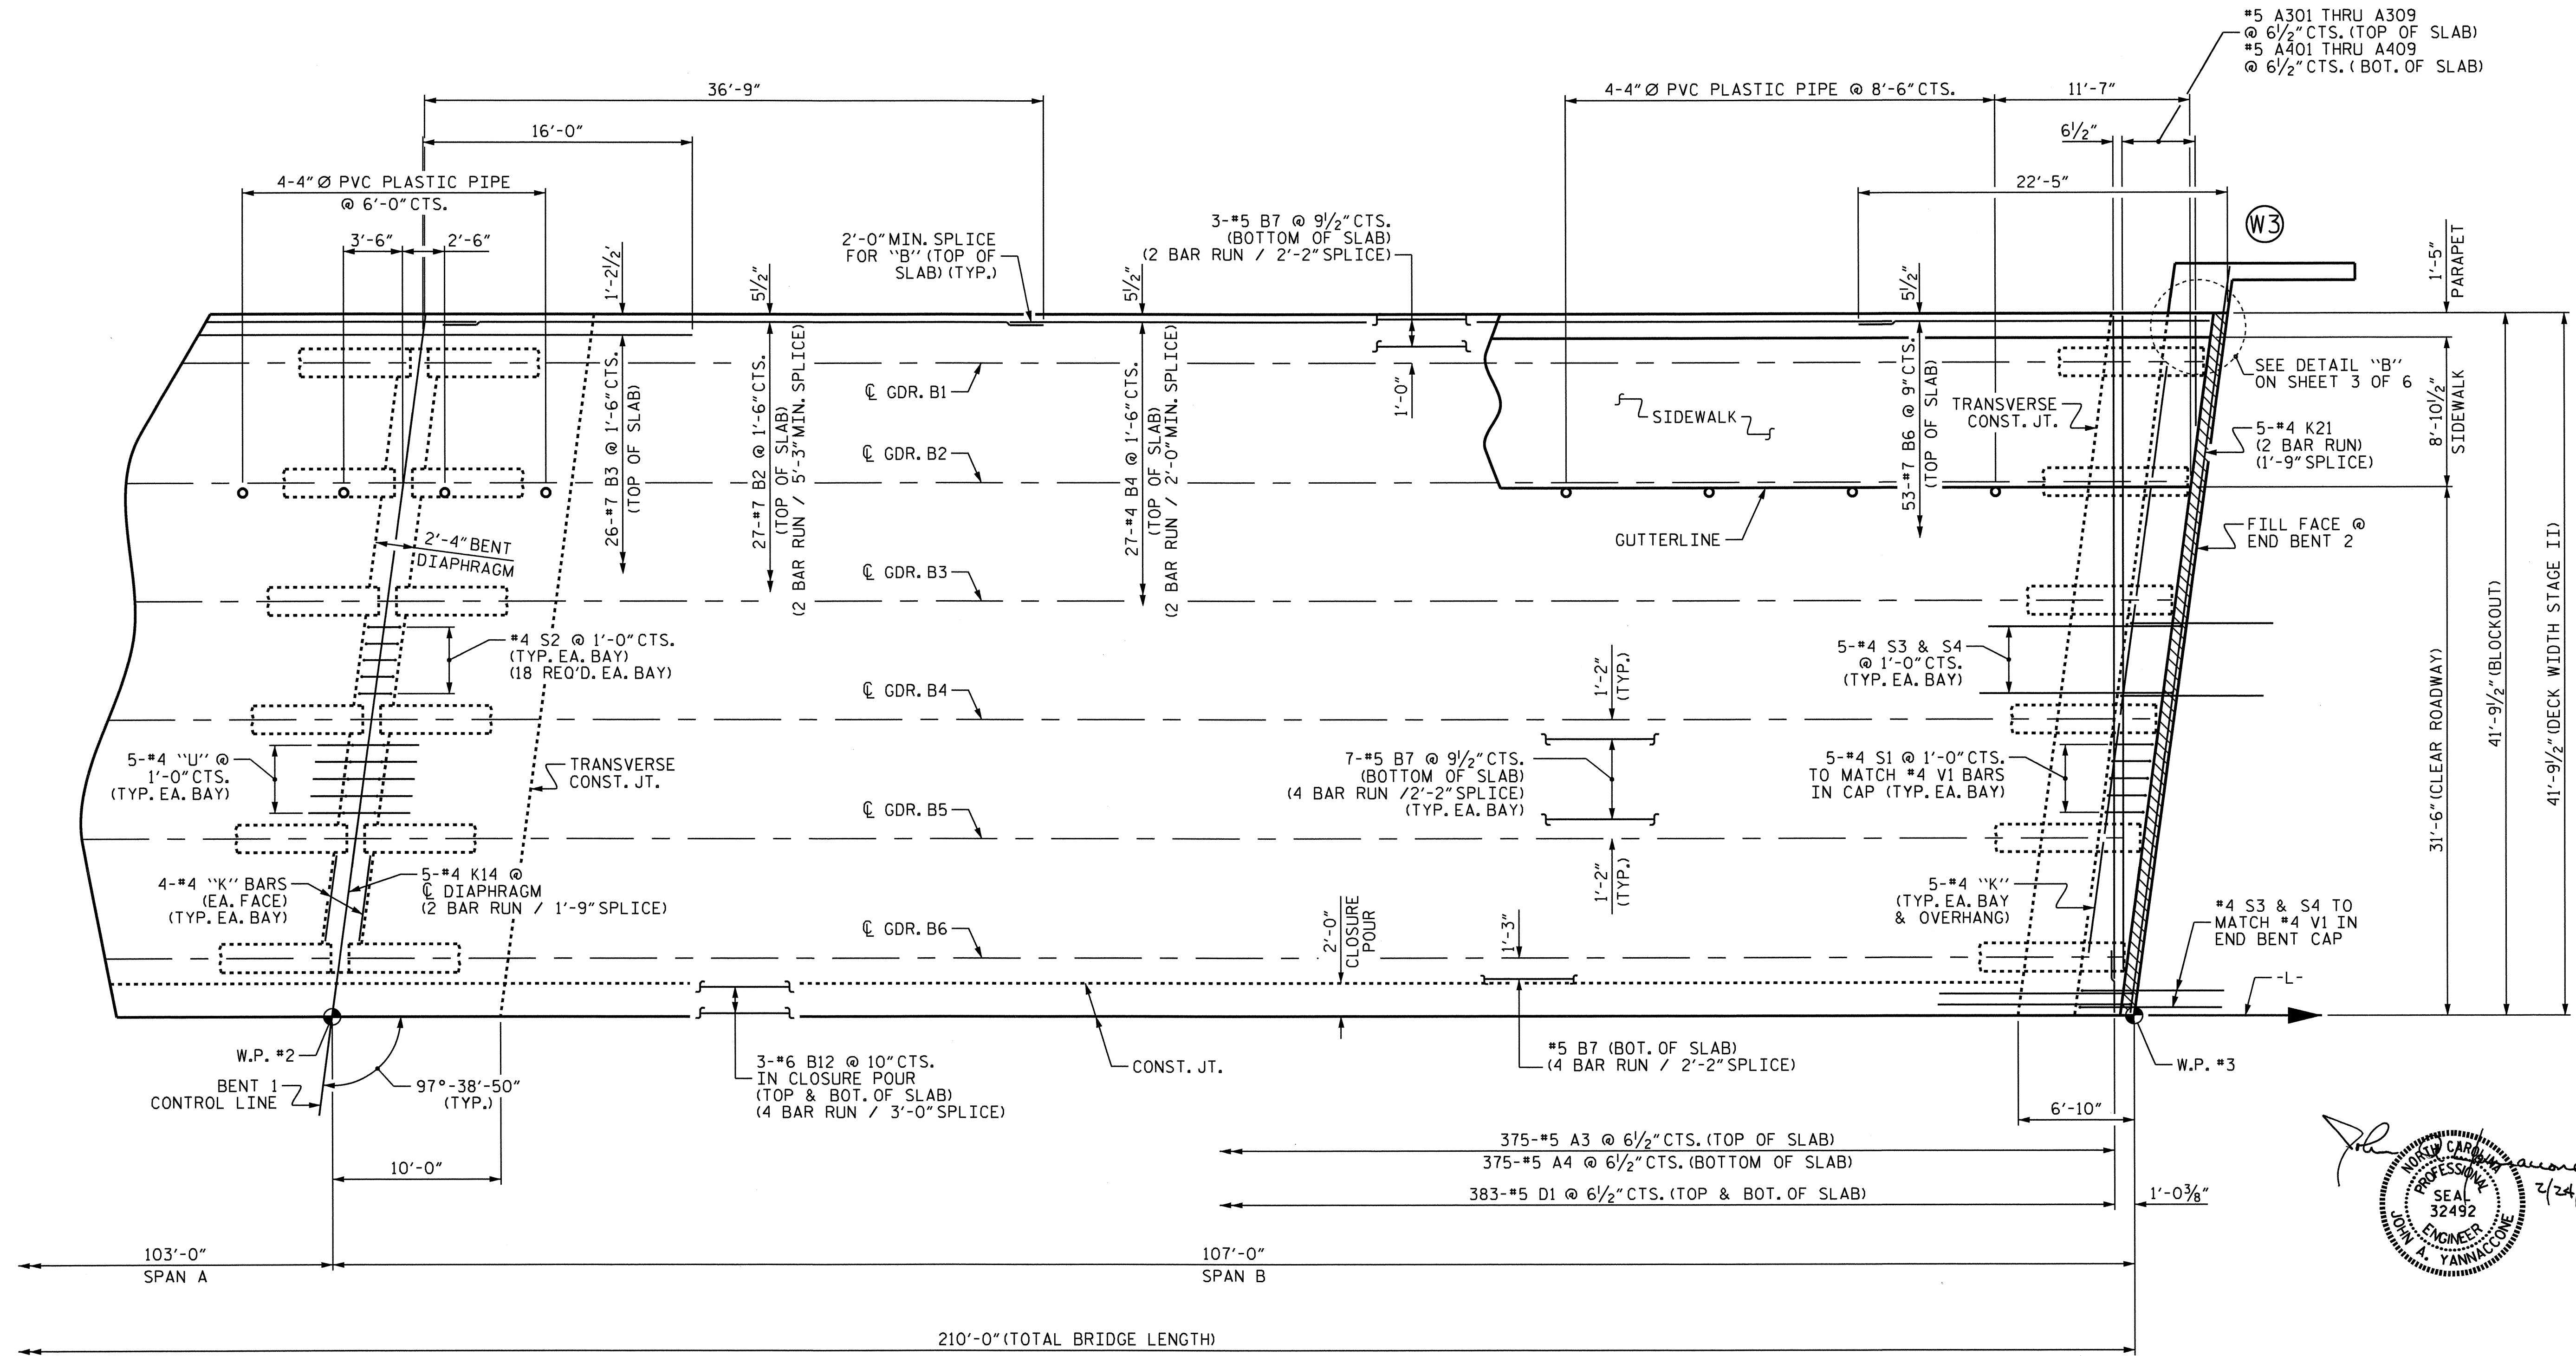 #5 A301 THRU A309
@ 6½" CTS. (TOP OF SLAB)
#5 A401 THRU A409
@ 6½" CTS. (BOT. OF SLAB)
36'-9"
4-4" Ø PVC PLASTIC PIPE @ 8'-6" CTS.
11'-7"
16'-0"
6½"
4-4" Ø PVC PLASTIC PIPE
@ 6'-0" CTS.
22'-5"
3'-6"
2'-6"
1'-2½'
5½"
2'-0" MIN. SPLICE
FOR ``B'' (TOP OF
SLAB) (TYP.)
5½"
3-#5 B7 @ 9½" CTS.
(BOTTOM OF SLAB)
(2 BAR RUN / 2'-2" SPLICE)
5½"
W3
1'-5"
PARAPET
26-#7 B3 @ 1'-6" CTS.
(TOP OF SLAB)
27-#7 B2 @ 1'-6" CTS.
(TOP OF SLAB)
(2 BAR RUN / 5'-3" MIN. SPLICE)
27-#4 B4 @ 1'-6" CTS.
(TOP OF SLAB)
(2 BAR RUN / 2'-0" MIN. SPLICE)
53-#7 B6 @ 9" CTS.
(TOP OF SLAB)
1'-0"
℄ GDR. B1
SIDEWALK
TRANSVERSE
CONST. JT.
SEE DETAIL ``B''
ON SHEET 3 OF 6
8'-10½"
SIDEWALK
5-#4 K21
(2 BAR RUN)
(1'-9" SPLICE)
℄ GDR. B2
2'-4" BENT
DIAPHRAGM
GUTTERLINE
FILL FACE @
END BENT 2
℄ GDR. B3
#4 S2 @ 1'-0" CTS.
(TYP. EA. BAY)
(18 REQ'D. EA. BAY)
5-#4 S3 & S4
@ 1'-0" CTS.
(TYP. EA. BAY)
1'-2"
(TYP.)
℄ GDR. B4
31'-6" (CLEAR ROADWAY)
41'-9½" (BLOCKOUT)
41'-9½" (DECK WIDTH STAGE II)
5-#4 ``U'' @
1'-0" CTS.
(TYP. EA. BAY)
TRANSVERSE
CONST. JT.
7-#5 B7 @ 9½" CTS.
(BOTTOM OF SLAB)
(4 BAR RUN /2'-2" SPLICE)
(TYP. EA. BAY)
5-#4 S1 @ 1'-0" CTS.
TO MATCH #4 V1 BARS
IN CAP (TYP. EA. BAY)
℄ GDR. B5
1'-2"
(TYP.)
4-#4 ``K'' BARS
(EA. FACE)
(TYP. EA. BAY)
5-#4 K14 @
℄ DIAPHRAGM
(2 BAR RUN / 1'-9" SPLICE)
5-#4 ``K''
(TYP. EA. BAY
& OVERHANG)
#4 S3 & S4 TO
MATCH #4 V1 IN
END BENT CAP
℄ GDR. B6
2'-0"
CLOSURE
POUR
1'-3"
-L-
W.P. #2
BENT 1
CONTROL LINE
97°-38'-50"
(TYP.)
3-#6 B12 @ 10" CTS.
IN CLOSURE POUR
(TOP & BOT. OF SLAB)
(4 BAR RUN / 3'-0" SPLICE)
CONST. JT.
#5 B7 (BOT. OF SLAB)
(4 BAR RUN / 2'-2" SPLICE)
W.P. #3
6'-10"
375-#5 A3 @ 6½" CTS. (TOP OF SLAB)
375-#5 A4 @ 6½" CTS. (BOTTOM OF SLAB)
10'-0"
383-#5 D1 @ 6½" CTS. (TOP & BOT. OF SLAB)
1'-0⅜"
NORTH CAROLINA
PROFESSIONAL
SEAL
32492
ENGINEER
JOHN A. YANNACCONE
103'-0"
SPAN A
107'-0"
SPAN B
210'-0" (TOTAL BRIDGE LENGTH)